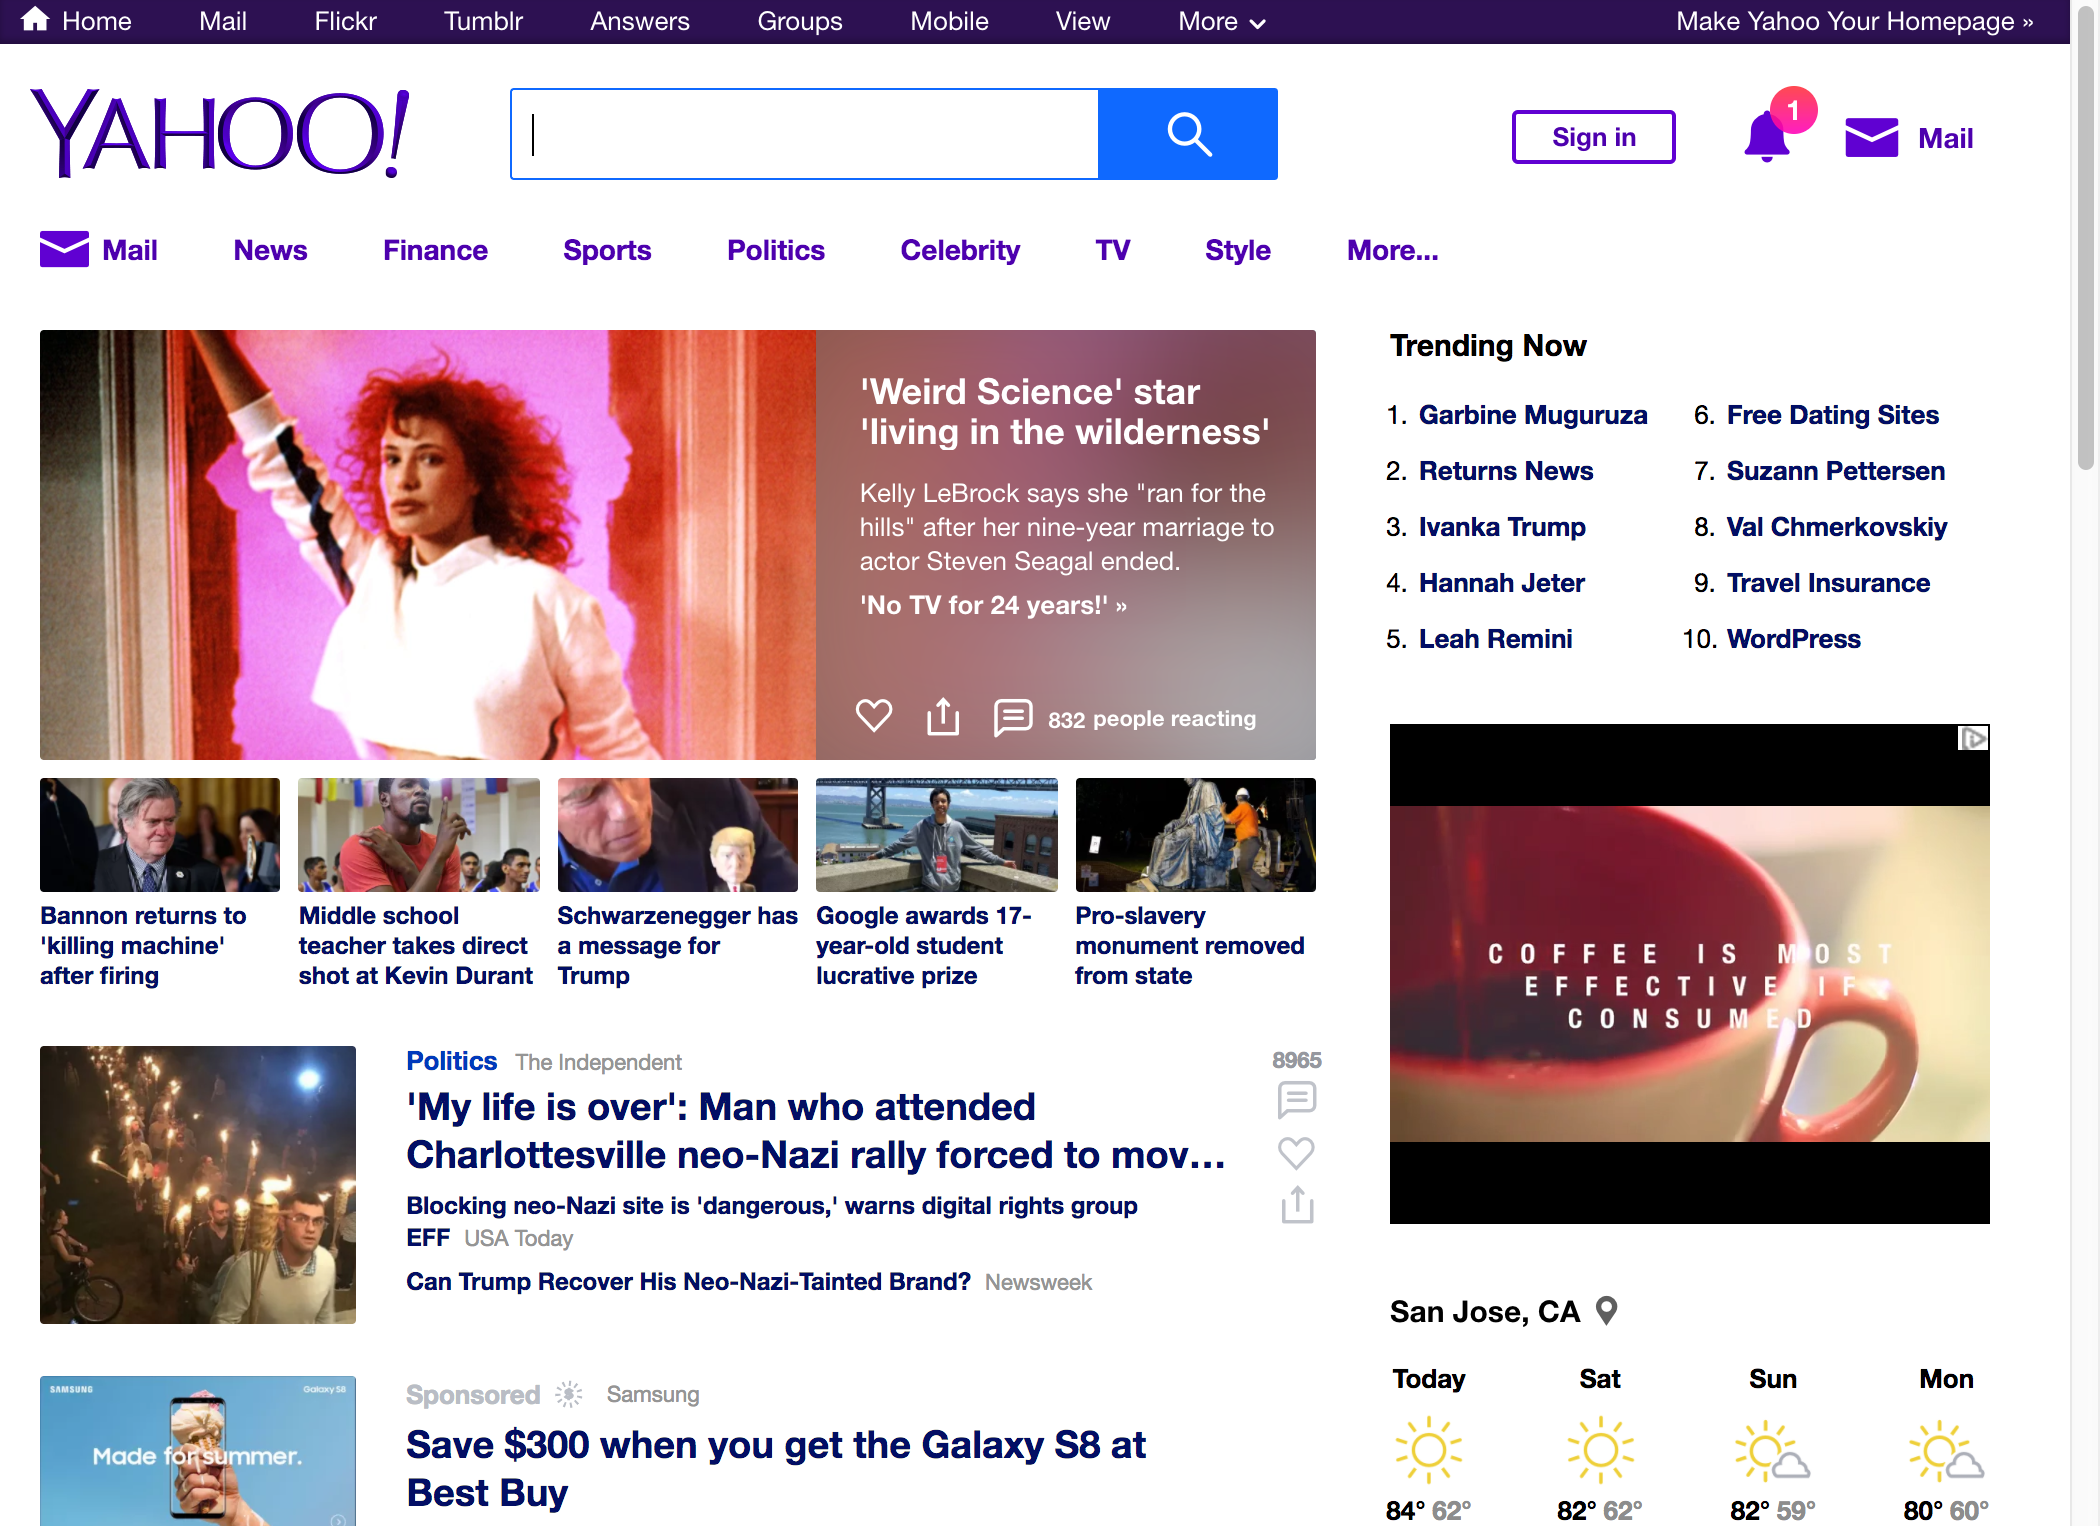 Home Mail Flickr Tumblr Answers Groups Mobile View More Make Yahoo Your Homepage »
YAHOO!
Sign in
1
Mail
Mail News Finance Sports Politics Celebrity TV Style More...
'Weird Science' star
'living in the wilderness'
Kelly LeBrock says she "ran for the
hills" after her nine-year marriage to
actor Steven Seagal ended.
'No TV for 24 years!' »
832 people reacting
Bannon returns to
'killing machine'
after firing
Middle school
teacher takes direct
shot at Kevin Durant
Schwarzenegger has
a message for
Trump
Google awards 17-
year-old student
lucrative prize
Pro-slavery
monument removed
from state
Politics The Independent
8965
'My life is over': Man who attended
Charlottesville neo-Nazi rally forced to mov...
Blocking neo-Nazi site is 'dangerous,' warns digital rights group
EFF USA Today
Can Trump Recover His Neo-Nazi-Tainted Brand? Newsweek
SAMSUNG Galaxy S8
Made for summer.
Sponsored Samsung
Save $300 when you get the Galaxy S8 at
Best Buy
Trending Now
1. Garbine Muguruza
2. Returns News
3. Ivanka Trump
4. Hannah Jeter
5. Leah Remini
6. Free Dating Sites
7. Suzann Pettersen
8. Val Chmerkovskiy
9. Travel Insurance
10. WordPress
COFFEE IS MOST
EFFECTIVE IF
CONSUMED
San Jose, CA
Today Sat Sun Mon
84° 62° 82° 62° 82° 59° 80° 60°